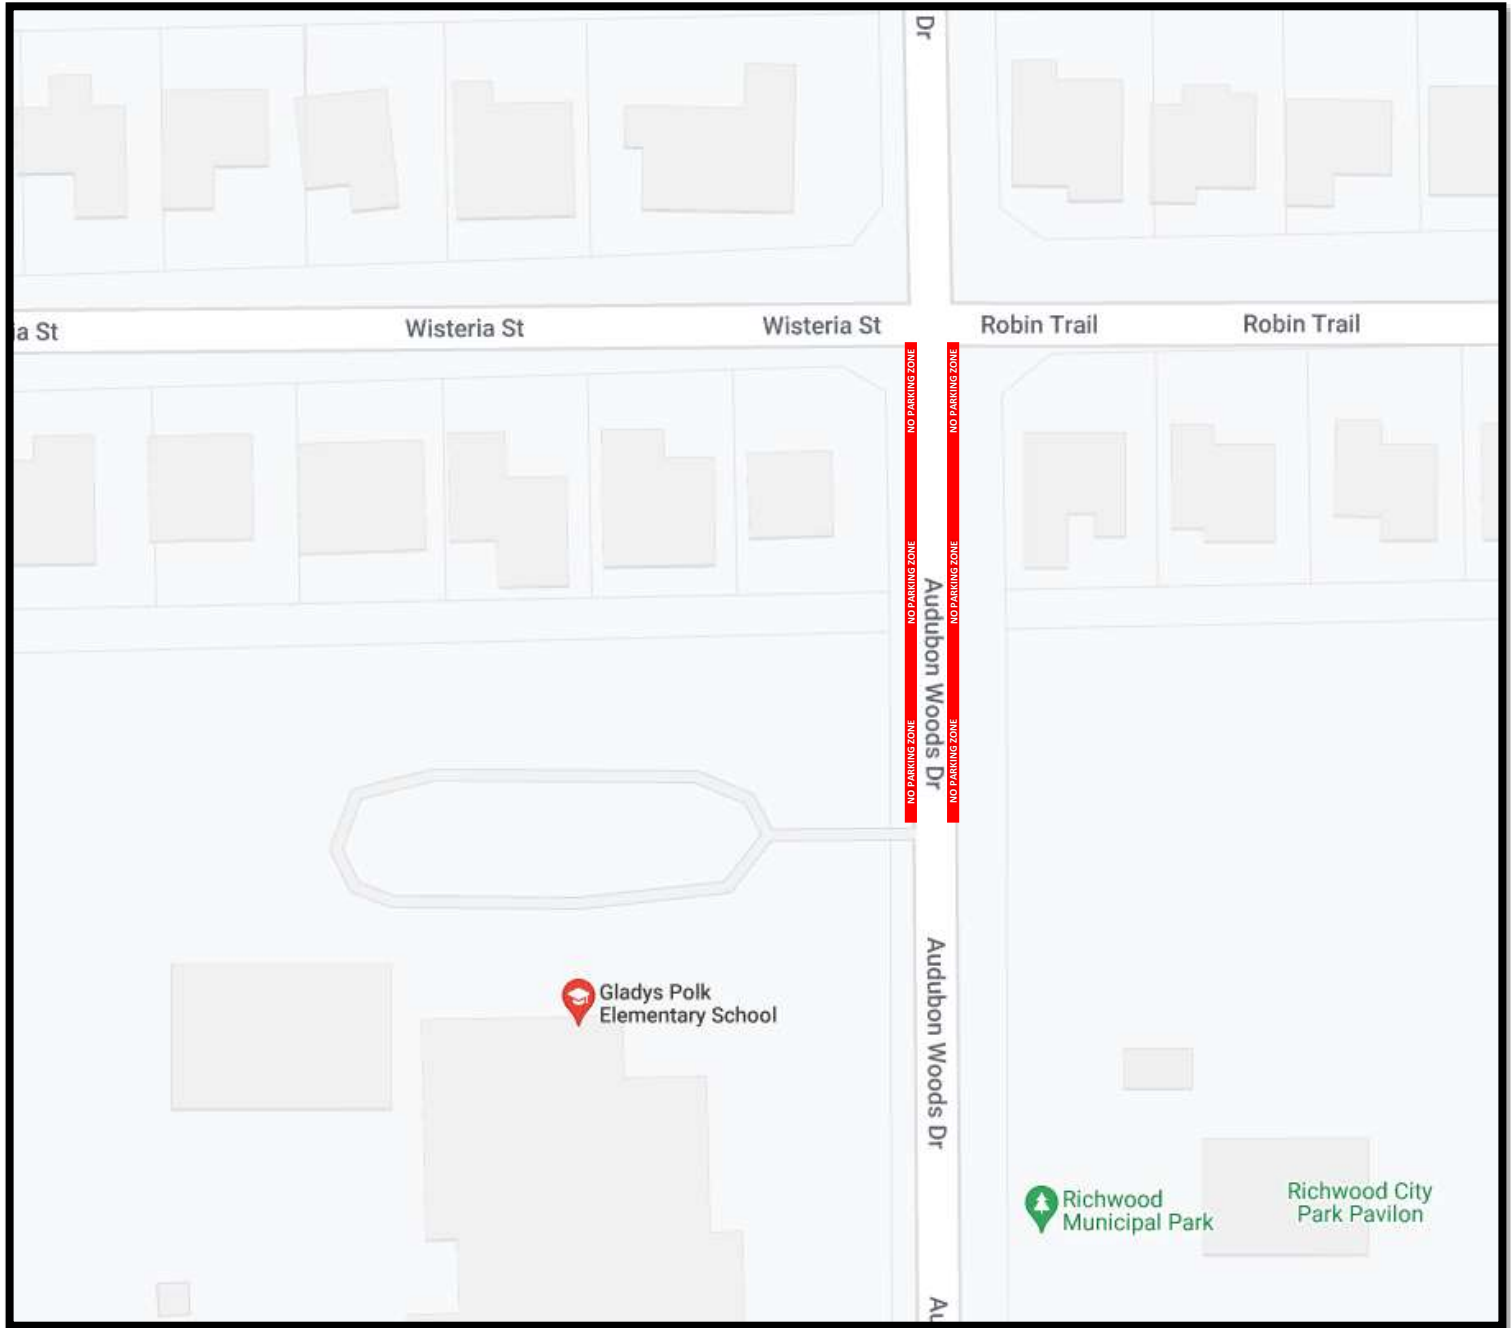 Dr
ia St
Wisteria St
Wisteria St
Robin Trail
Robin Trail
NO PARKING ZONE
NO PARKING ZONE
NO PARKING ZONE
NO PARKING ZONE
Audubon Woods Dr
NO PARKING ZONE
NO PARKING ZONE
Gladys Polk
Elementary School
Audubon Woods Dr
Richwood
Municipal Park
Richwood City
Park Pavilon
Au